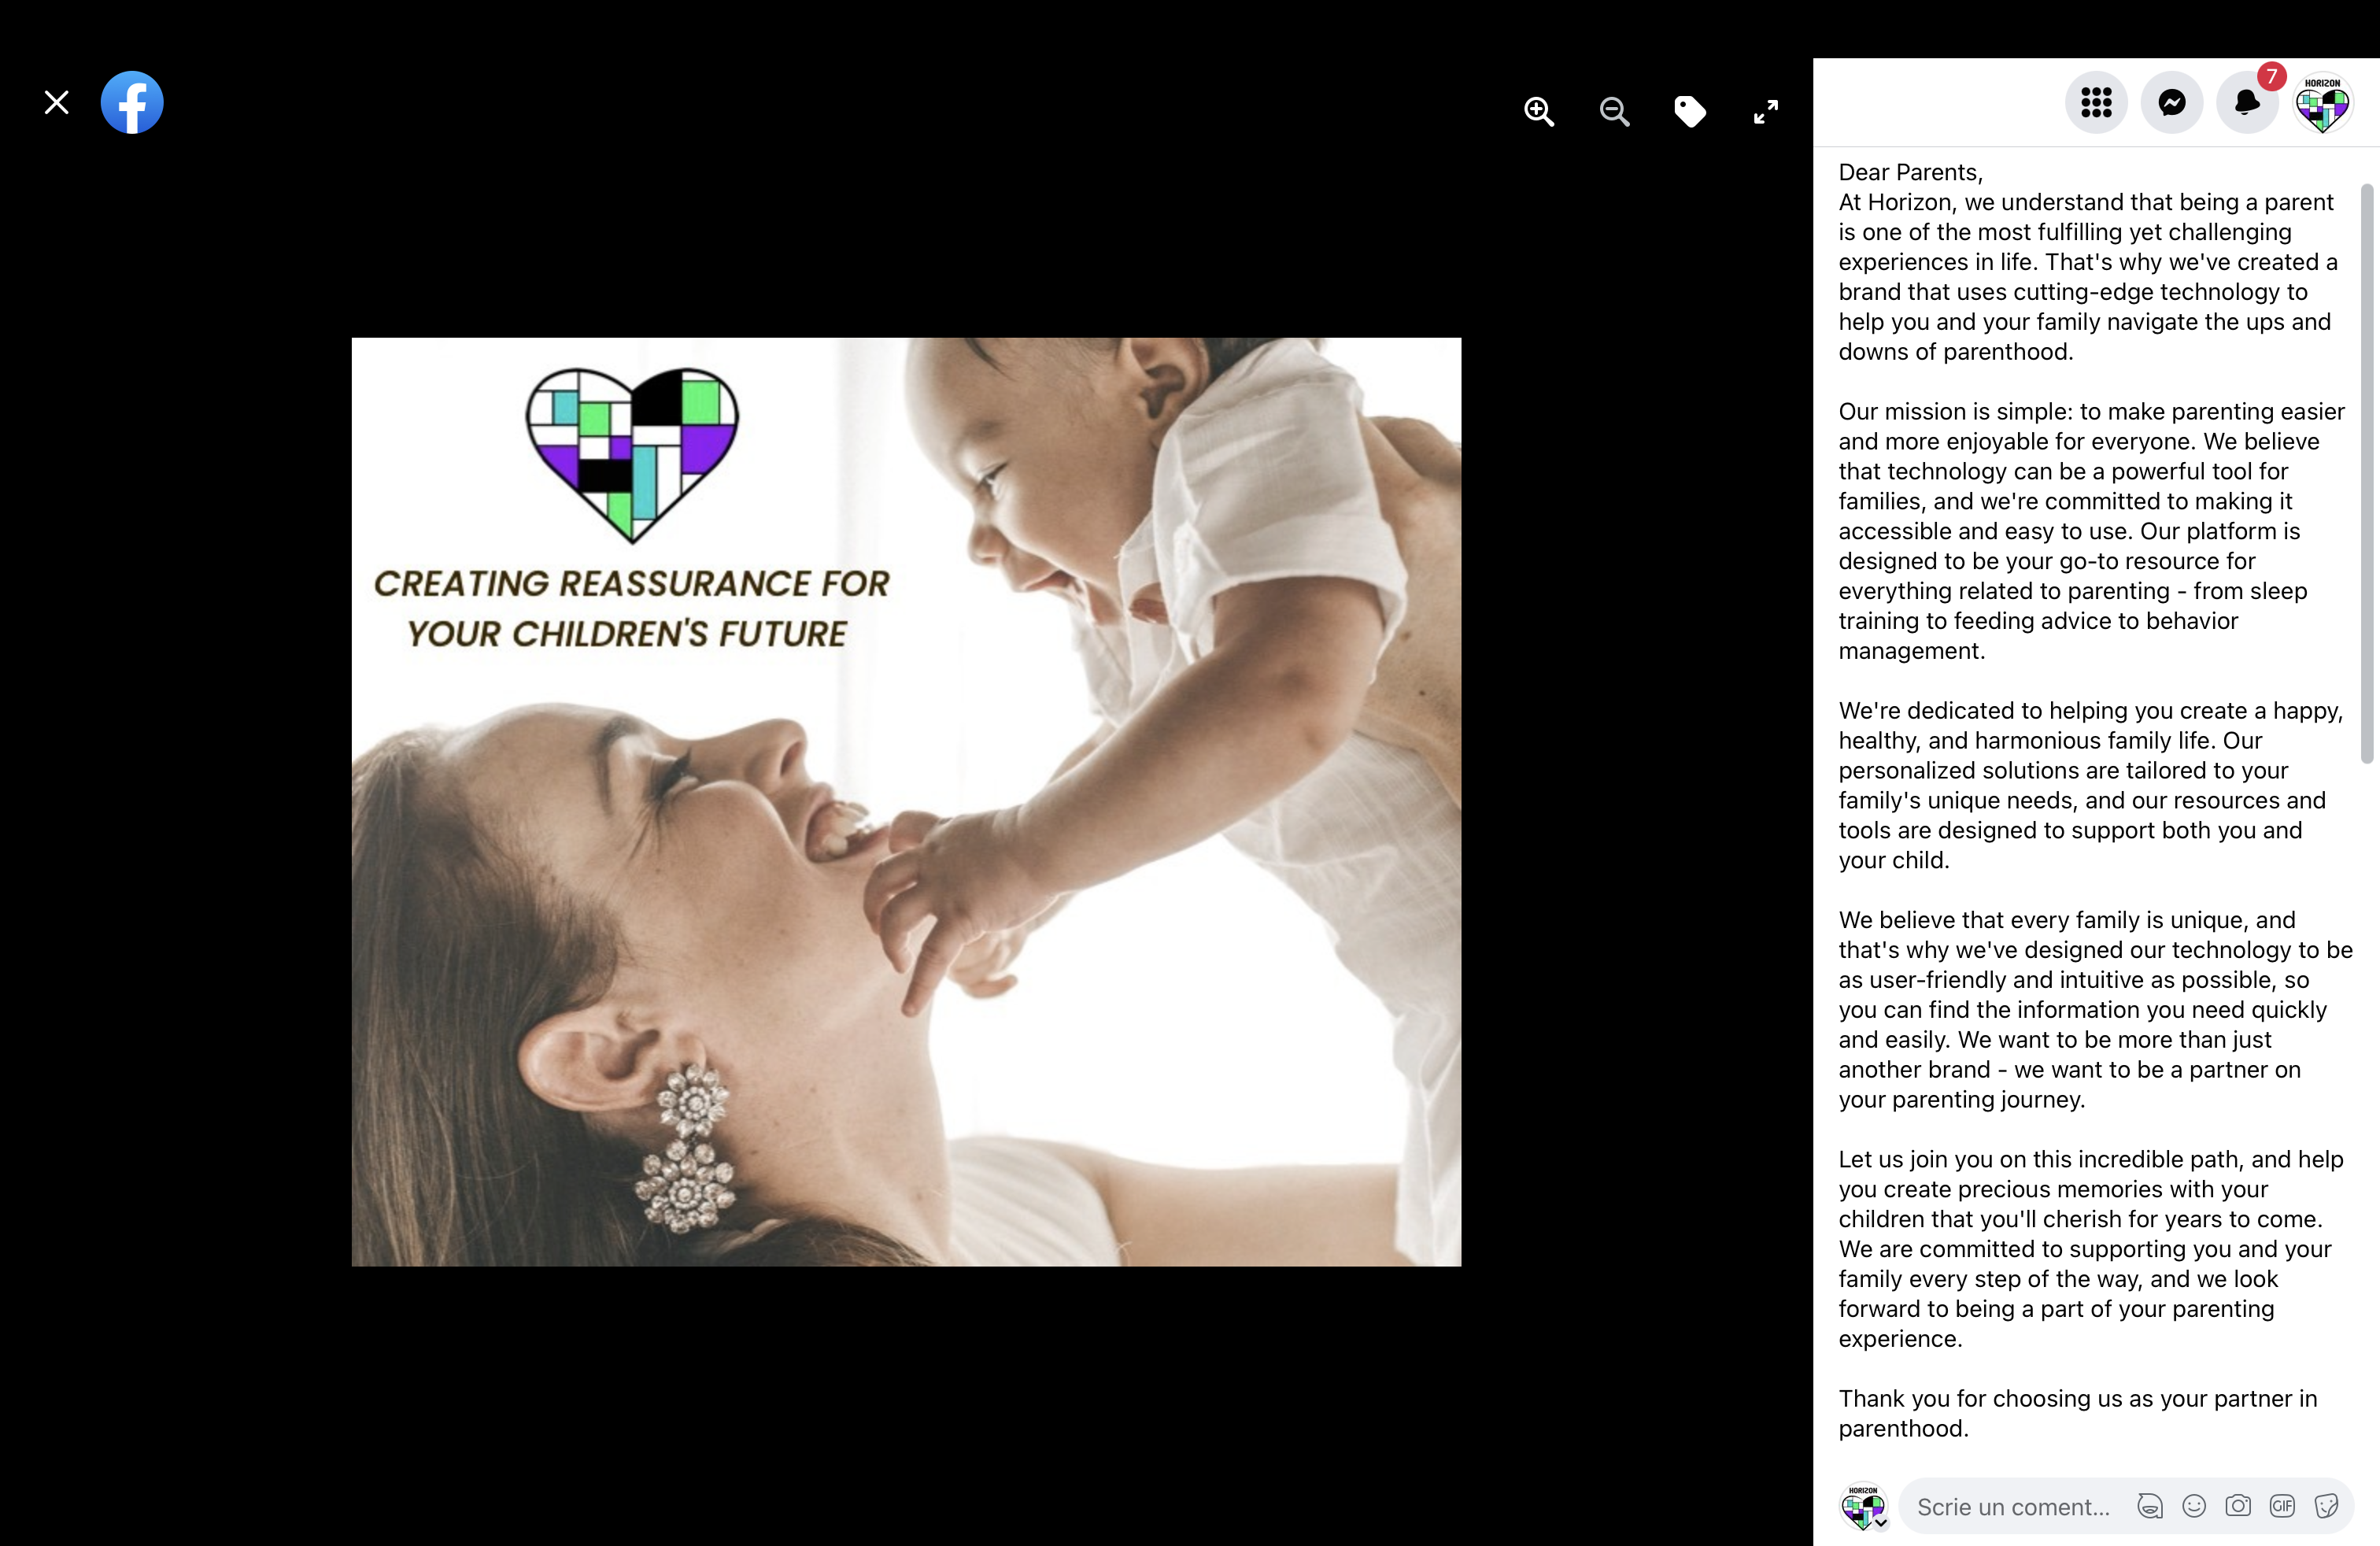 7
HORIZON
CREATING REASSURANCE FOR
YOUR CHILDREN'S FUTURE
Dear Parents,
At Horizon, we understand that being a parent
is one of the most fulfilling yet challenging
experiences in life. That's why we've created a
brand that uses cutting-edge technology to
help you and your family navigate the ups and
downs of parenthood.
Our mission is simple: to make parenting easier
and more enjoyable for everyone. We believe
that technology can be a powerful tool for
families, and we're committed to making it
accessible and easy to use. Our platform is
designed to be your go-to resource for
everything related to parenting - from sleep
training to feeding advice to behavior
management.
We're dedicated to helping you create a happy,
healthy, and harmonious family life. Our
personalized solutions are tailored to your
family's unique needs, and our resources and
tools are designed to support both you and
your child.
We believe that every family is unique, and
that's why we've designed our technology to be
as user-friendly and intuitive as possible, so
you can find the information you need quickly
and easily. We want to be more than just
another brand - we want to be a partner on
your parenting journey.
Let us join you on this incredible path, and help
you create precious memories with your
children that you'll cherish for years to come.
We are committed to supporting you and your
family every step of the way, and we look
forward to being a part of your parenting
experience.
Thank you for choosing us as your partner in
parenthood.
HORIZON
Scrie un coment...
GIF